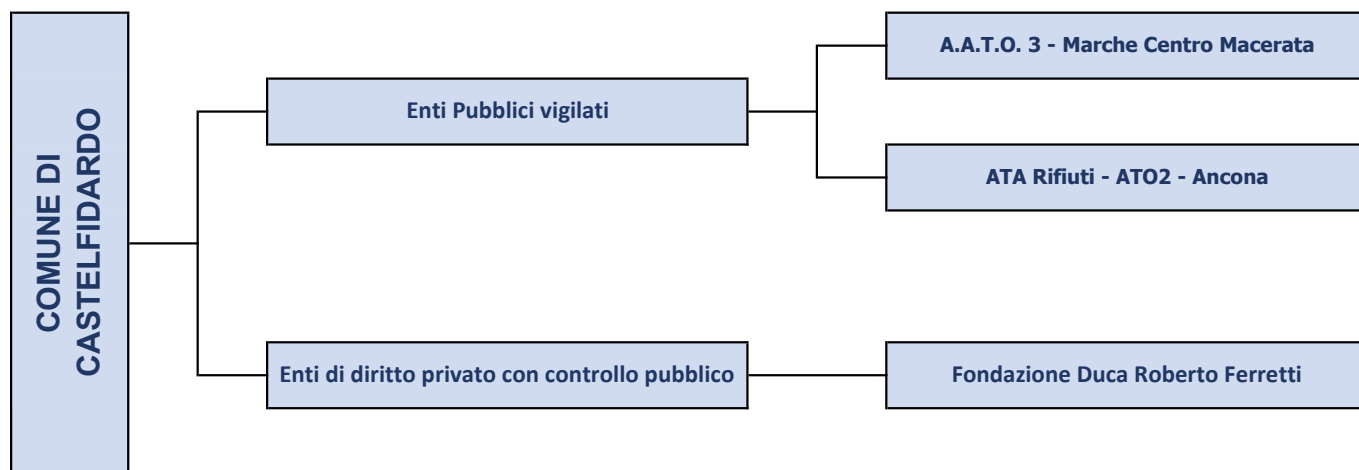 COMUNE DI
CASTELFIDARDO
Enti Pubblici vigilati
A.A.T.O. 3 - Marche Centro Macerata
ATA Rifiuti - ATO2 - Ancona
Enti di diritto privato con controllo pubblico
Fondazione Duca Roberto Ferretti